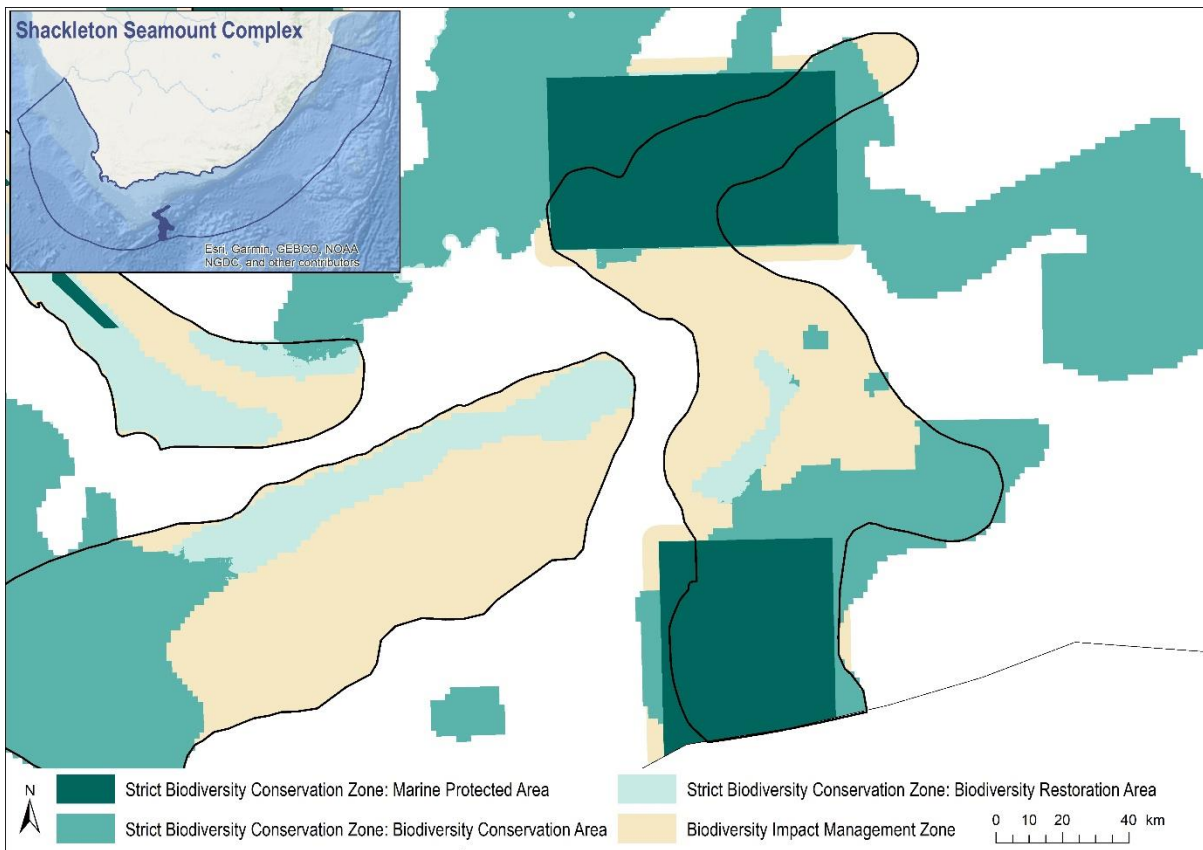 Shackleton Seamount Complex
Esri, Garmin, GEBCO, NOAA
NGDC, and other contributors
N
Strict Biodiversity Conservation Zone: Marine Protected Area
Strict Biodiversity Conservation Zone: Biodiversity Restoration Area
Strict Biodiversity Conservation Zone: Biodiversity Conservation Area
Biodiversity Impact Management Zone
0 10 20 40 km